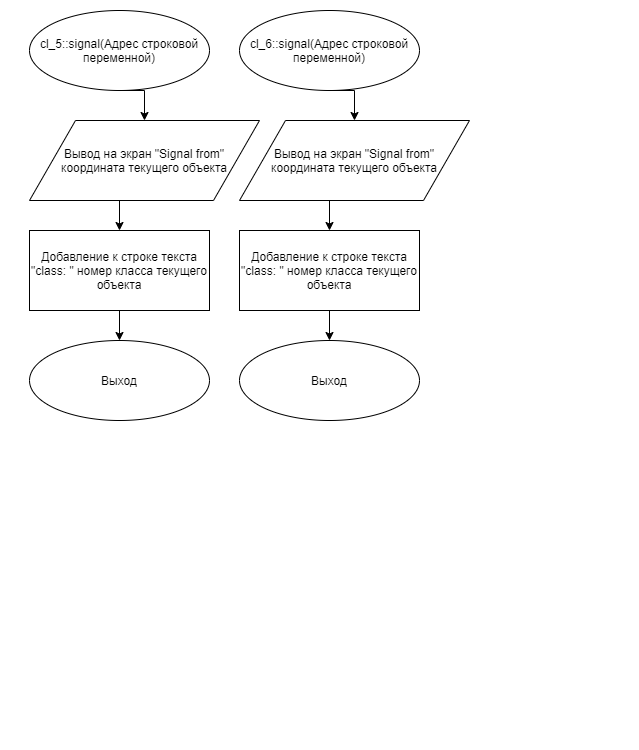 cl_5::signal(Адрес строковой
переменной)
Вывод на экран "Signal from"
координата текущего объекта
Добавление к строке текста
"class: " номер класса текущего
объекта
Выход
cl_6::signal(Адрес строковой
переменной)
Вывод на экран "Signal from"
координата текущего объекта
Добавление к строке текста
"class: " номер класса текущего
объекта
Выход